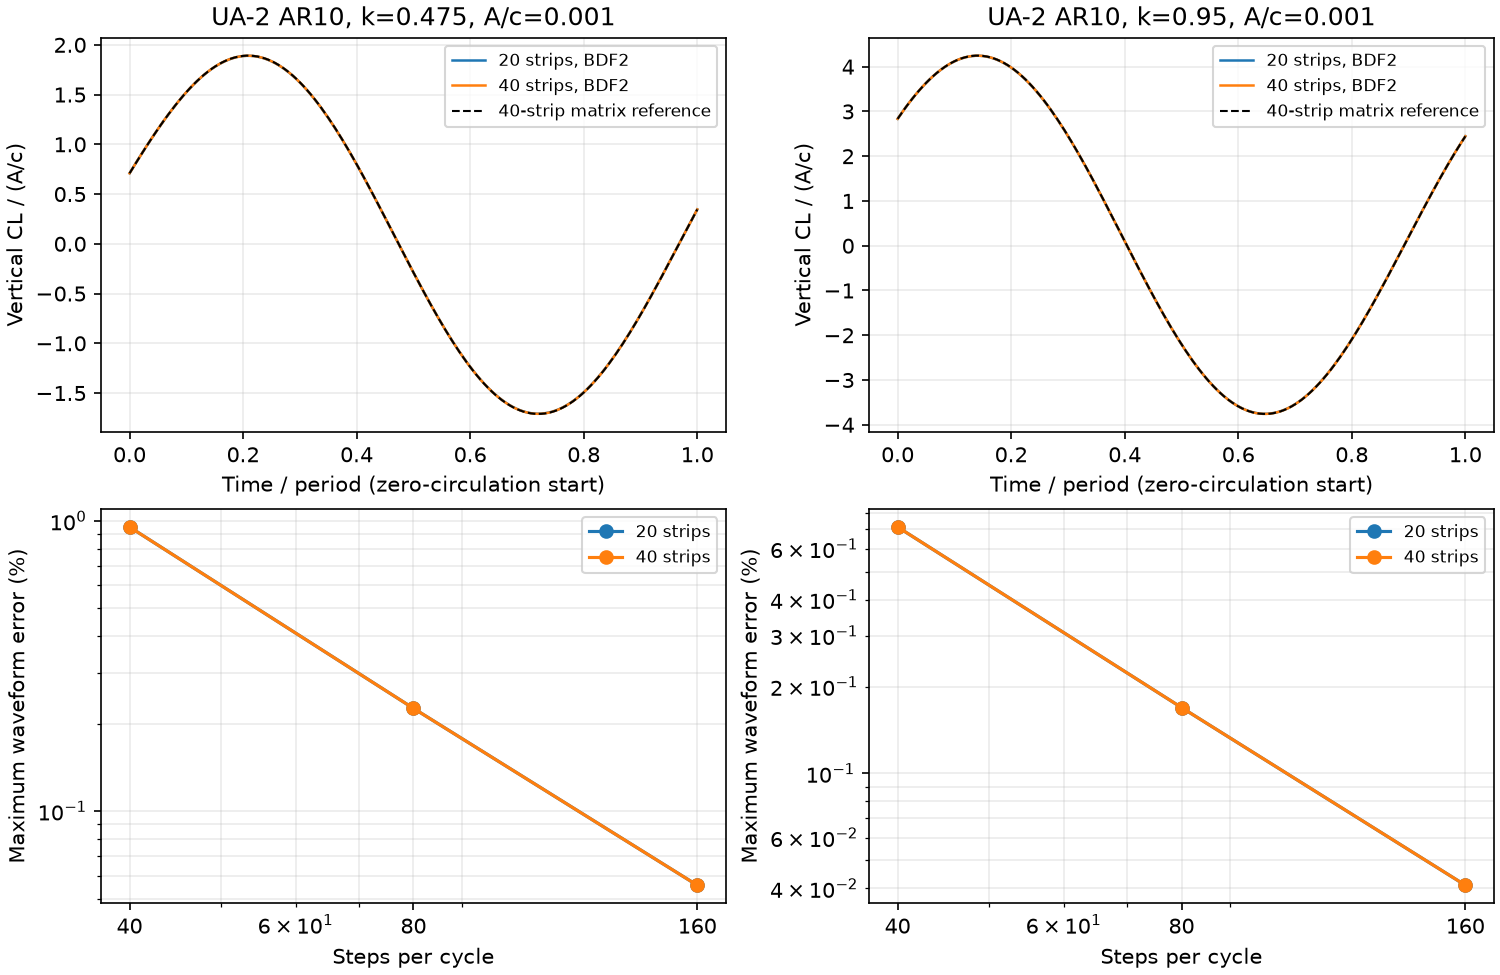 UA-2 AR10, k=0.475, A/c=0.001
20 strips, BDF2
40 strips, BDF2
40-strip matrix reference
Vertical CL / (A/c)
2.0
1.5
1.0
0.5
0.0
−0.5
−1.0
−1.5
0.0 0.2 0.4 0.6 0.8 1.0
Time / period (zero-circulation start)
UA-2 AR10, k=0.95, A/c=0.001
20 strips, BDF2
40 strips, BDF2
40-strip matrix reference
Vertical CL / (A/c)
4
3
2
1
0
−1
−2
−3
−4
0.0 0.2 0.4 0.6 0.8 1.0
Time / period (zero-circulation start)
20 strips
40 strips
Maximum waveform error (%)
10⁰
10⁻¹
40 6 × 10¹ 80 160
Steps per cycle
20 strips
40 strips
Maximum waveform error (%)
6 × 10⁻¹
4 × 10⁻¹
3 × 10⁻¹
2 × 10⁻¹
10⁻¹
6 × 10⁻²
4 × 10⁻²
40 6 × 10¹ 80 160
Steps per cycle